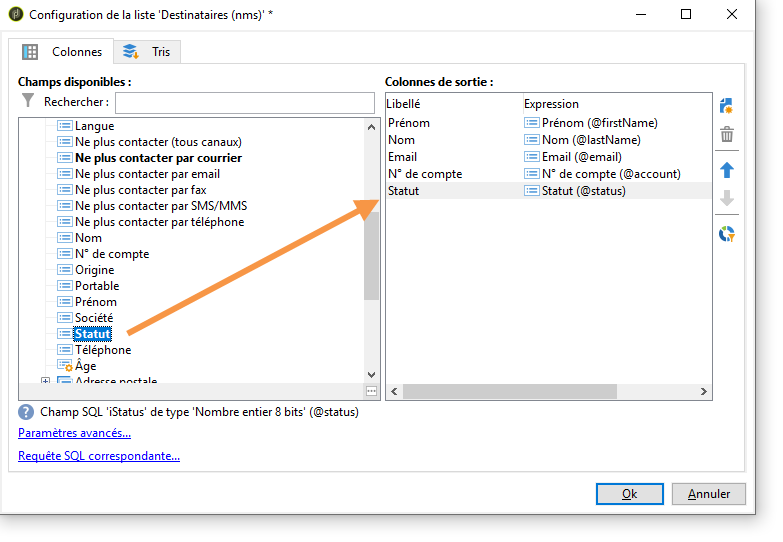 Configuration de la liste 'Destinataires (nms)' *
Colonnes
Tris
Champs disponibles :
Rechercher :
Langue
Ne plus contacter (tous canaux)
Ne plus contacter par courrier
Ne plus contacter par email
Ne plus contacter par fax
Ne plus contacter par SMS/MMS
Ne plus contacter par téléphone
Nom
N° de compte
Origine
Portable
Prénom
Société
Statut
Téléphone
Âge
Adresse postale
Colonnes de sortie :
Libellé Expression
Prénom Prénom (@firstName)
Nom Nom (@lastName)
Email Email (@email)
N° de compte N° de compte (@account)
Statut Statut (@status)
Champ SQL 'iStatus' de type 'Nombre entier 8 bits' (@status)
Paramètres avancés...
Requête SQL correspondante...
Ok
Annuler